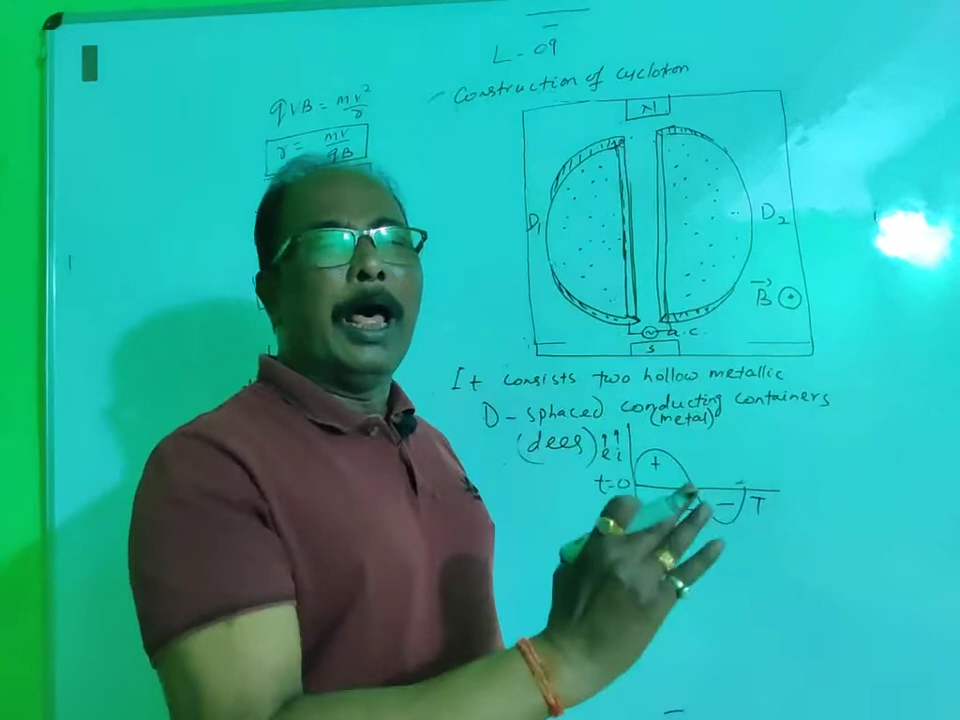 L-09
Construction of cyclotron
qVB = mv²/r
r = mv/qB
N
D₁
D₂
B⃗
a.c.
S
It consists two hollow metallic
D-sphaced conducting containers
(metal)
(dees)
+
t=0
− T